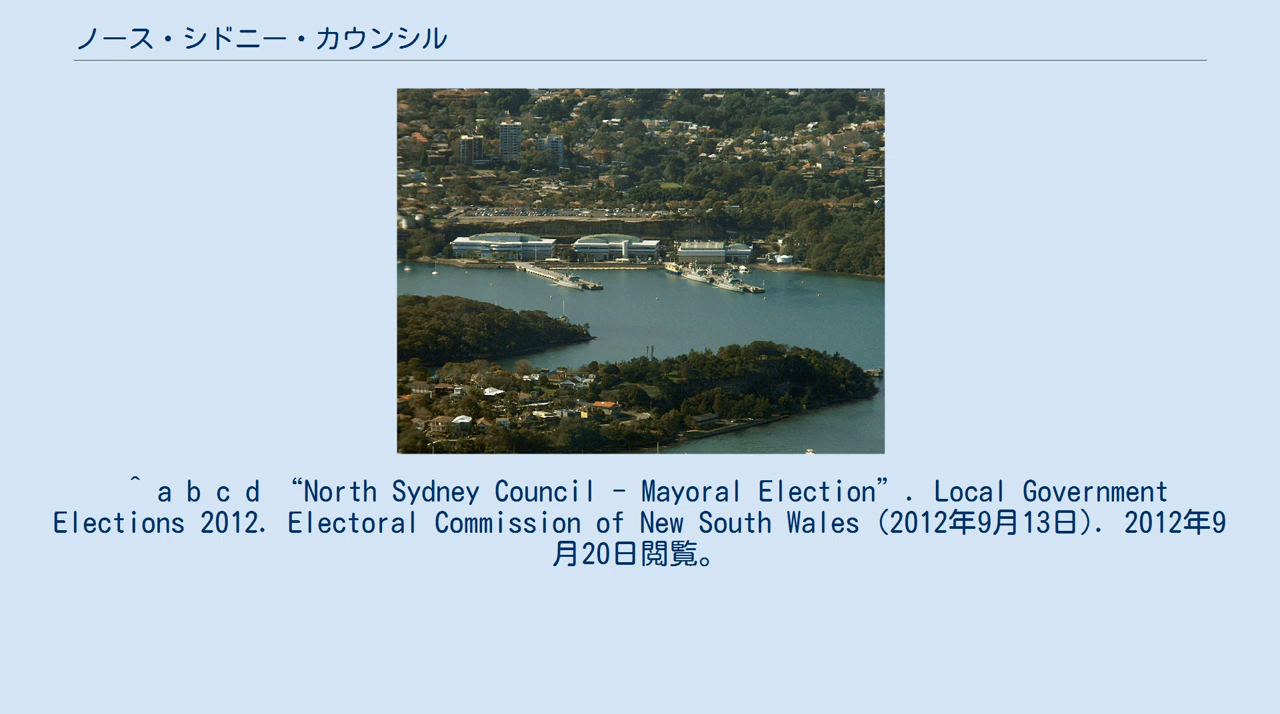 ノース・シドニー・カウンシル
^ a b c d “North Sydney Council - Mayoral Election”. Local Government
Elections 2012. Electoral Commission of New South Wales (2012年9月13日). 2012年9
月20日閲覧。